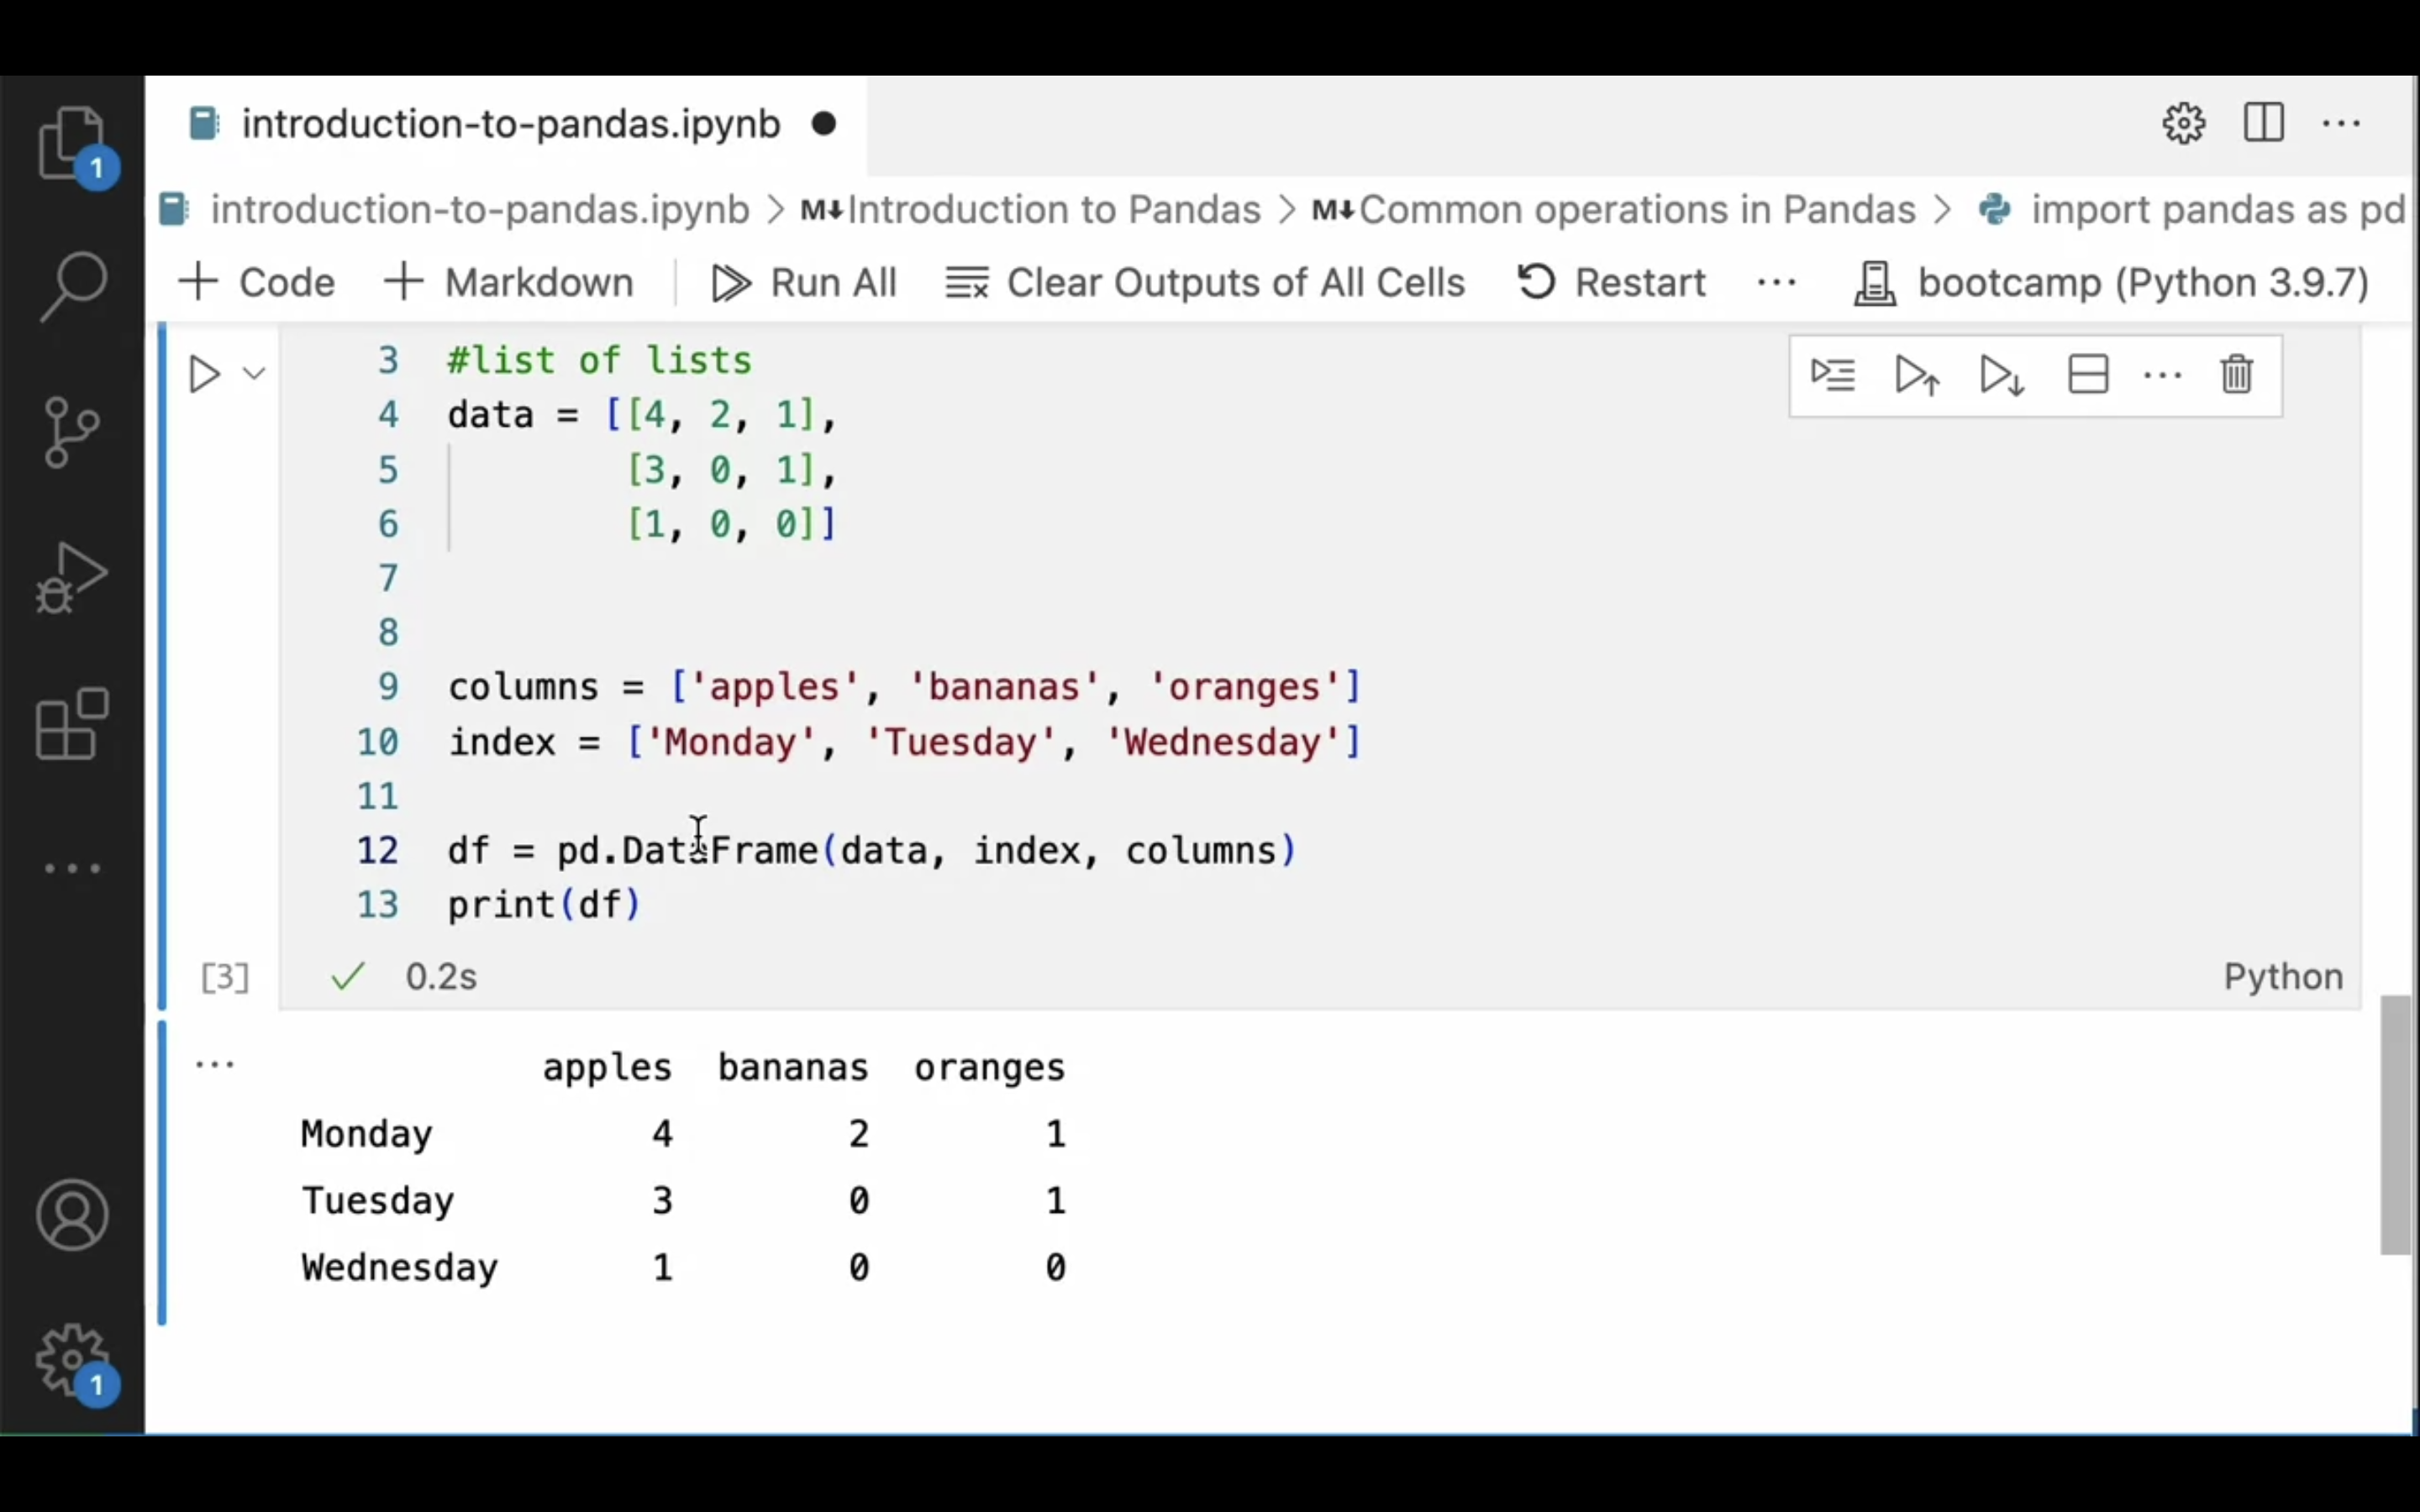 introduction-to-pandas.ipynb
introduction-to-pandas.ipynb > M↓Introduction to Pandas > M↓Common operations in Pandas > import pandas as pd
+ Code + Markdown Run All Clear Outputs of All Cells Restart ... bootcamp (Python 3.9.7)
1
3 #list of lists
4 data = [[4, 2, 1],
5 [3, 0, 1],
6 [1, 0, 0]]
7
8
9 columns = ['apples', 'bananas', 'oranges']
10 index = ['Monday', 'Tuesday', 'Wednesday']
11
12 df = pd.DataFrame(data, index, columns)
13 print(df)
[3] 0.2s Python
apples bananas oranges
Monday 4 2 1
Tuesday 3 0 1
Wednesday 1 0 0
1